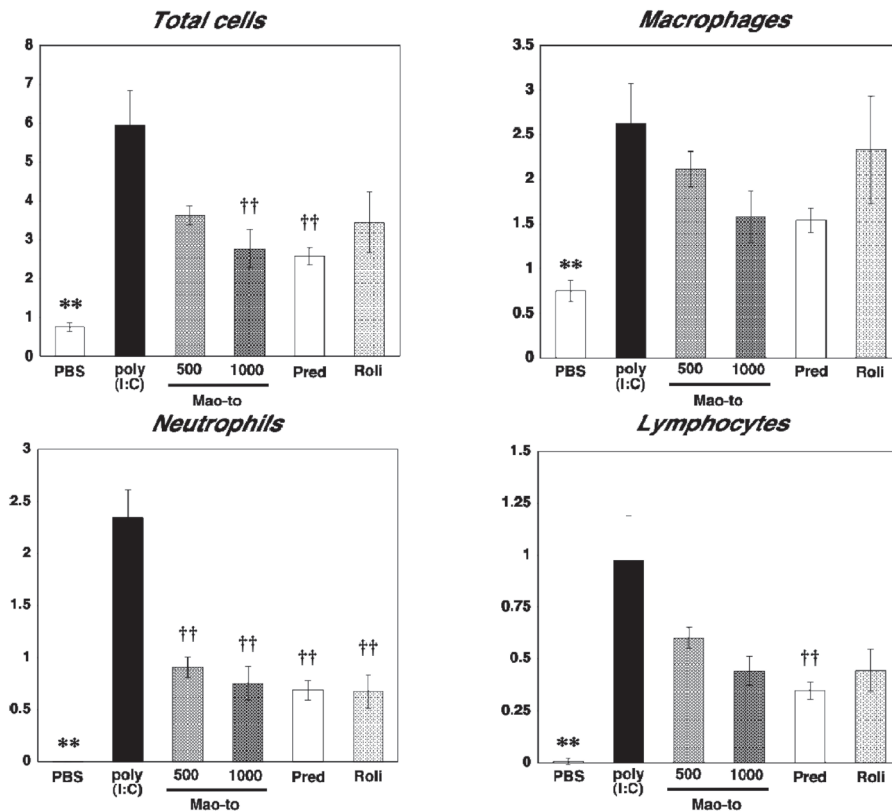 Total cells
8
7
6
5
4
3
2
1
0
**
††
††
PBS
poly
(I:C)
500
1000
Pred
Roli
Mao-to
Macrophages
3.5
3
2.5
2
1.5
1
0.5
0
**
PBS
poly
(I:C)
500
1000
Pred
Roli
Mao-to
Neutrophils
3
2.5
2
1.5
1
0.5
0
**
††
††
††
††
PBS
poly
(I:C)
500
1000
Pred
Roli
Mao-to
Lymphocytes
1.5
1.25
1
0.75
0.5
0.25
0
**
††
PBS
poly
(I:C)
500
1000
Pred
Roli
Mao-to